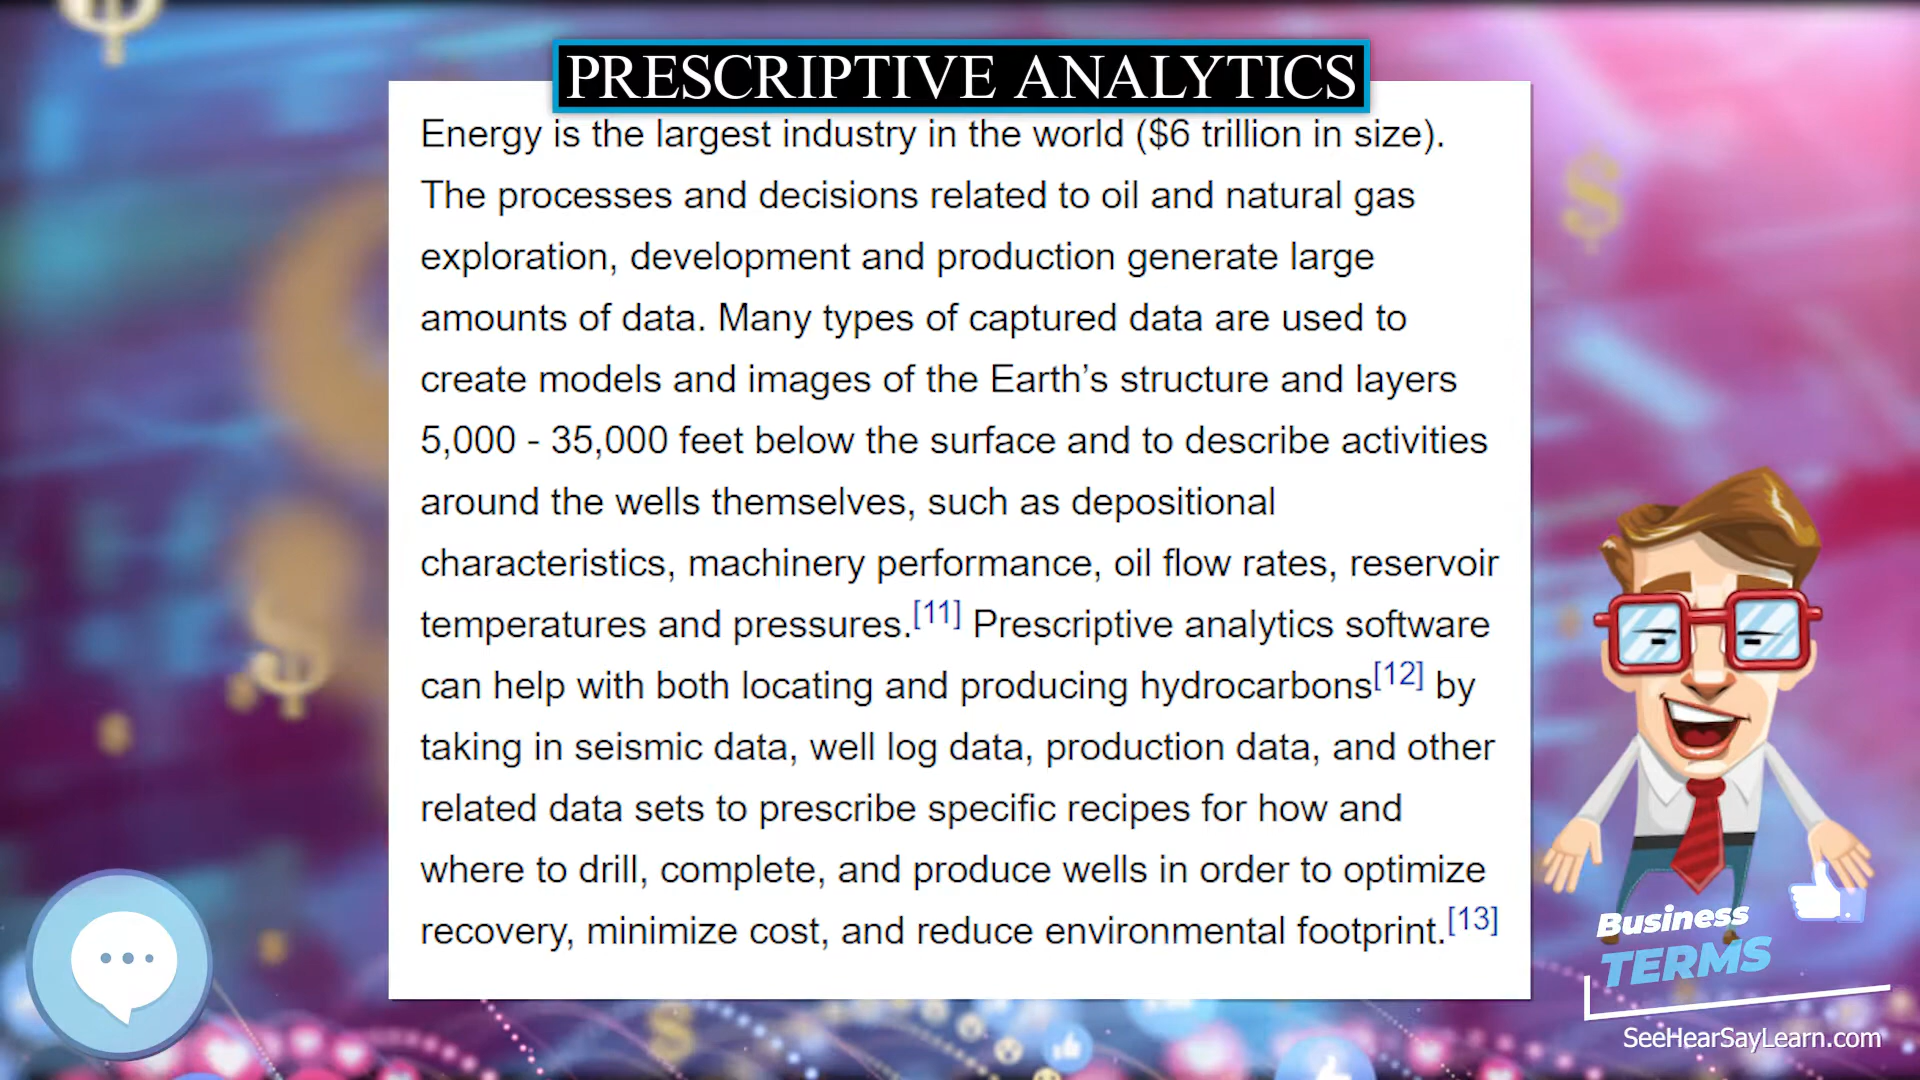 PRESCRIPTIVE ANALYTICS
Energy is the largest industry in the world ($6 trillion in size).
The processes and decisions related to oil and natural gas
exploration, development and production generate large
amounts of data. Many types of captured data are used to
create models and images of the Earth’s structure and layers
5,000 - 35,000 feet below the surface and to describe activities
around the wells themselves, such as depositional
characteristics, machinery performance, oil flow rates, reservoir
temperatures and pressures.[11] Prescriptive analytics software
can help with both locating and producing hydrocarbons[12] by
taking in seismic data, well log data, production data, and other
related data sets to prescribe specific recipes for how and
where to drill, complete, and produce wells in order to optimize
recovery, minimize cost, and reduce environmental footprint.[13]
Business
TERMS
SeeHearSayLearn.com